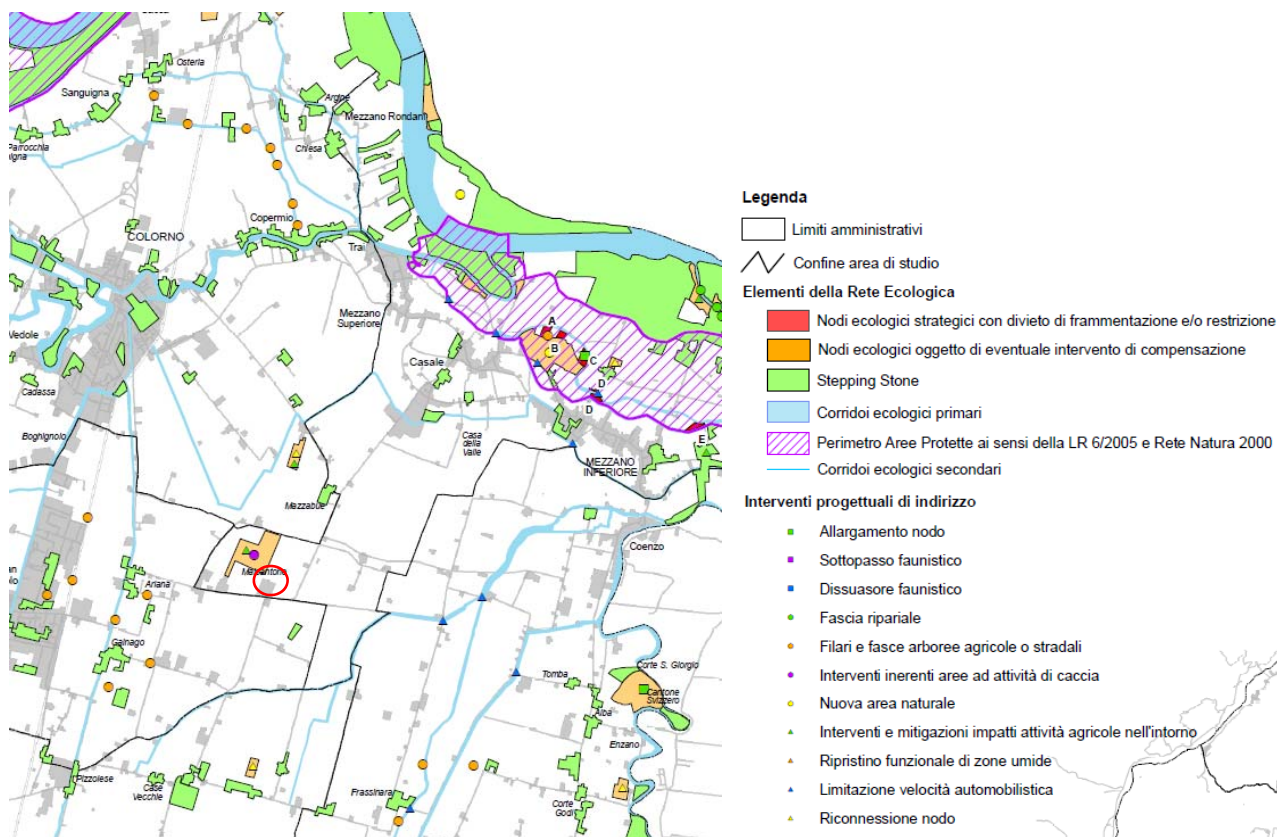 Osteria
Sanguigna
Argine
Mezzano Rondani
Parrocchia
Chiesa
Copermio
COLORNO
Trai
Mezzano
Superiore
Vedole
A
B
C
Casale
D
D
Cadassa
Boghignolo
Casa
della
Valle
E
MEZZANO
INFERIORE
Mezzabue
Coenzo
Ariana
Gainago
Tomba
Corte S. Giorgio
Cantone
Svizzero
Alba
Enzano
Pizzolese
Case
Vecchie
Frassinara
Corte
Godi
Legenda
Limiti amministrativi
Confine area di studio
Elementi della Rete Ecologica
Nodi ecologici strategici con divieto di frammentazione e/o restrizione
Nodi ecologici oggetto di eventuale intervento di compensazione
Stepping Stone
Corridoi ecologici primari
Perimetro Aree Protette ai sensi della LR 6/2005 e Rete Natura 2000
Corridoi ecologici secondari
Interventi progettuali di indirizzo
Allargamento nodo
Sottopasso faunistico
Dissuasore faunistico
Fascia ripariale
Filari e fasce arboree agricole o stradali
Interventi inerenti aree ad attività di caccia
Nuova area naturale
Interventi e mitigazioni impatti attività agricole nell'intorno
Ripristino funzionale di zone umide
Limitazione velocità automobilistica
Riconnessione nodo